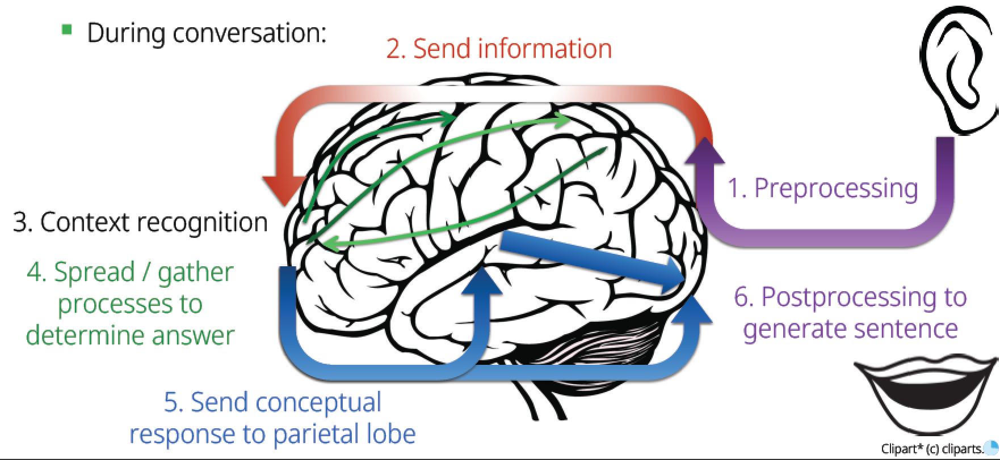 During conversation:
2. Send information
1. Preprocessing
3. Context recognition
4. Spread / gather
processes to
determine answer
6. Postprocessing to
generate sentence
5. Send conceptual
response to parietal lobe
Clipart* (c) cliparts.